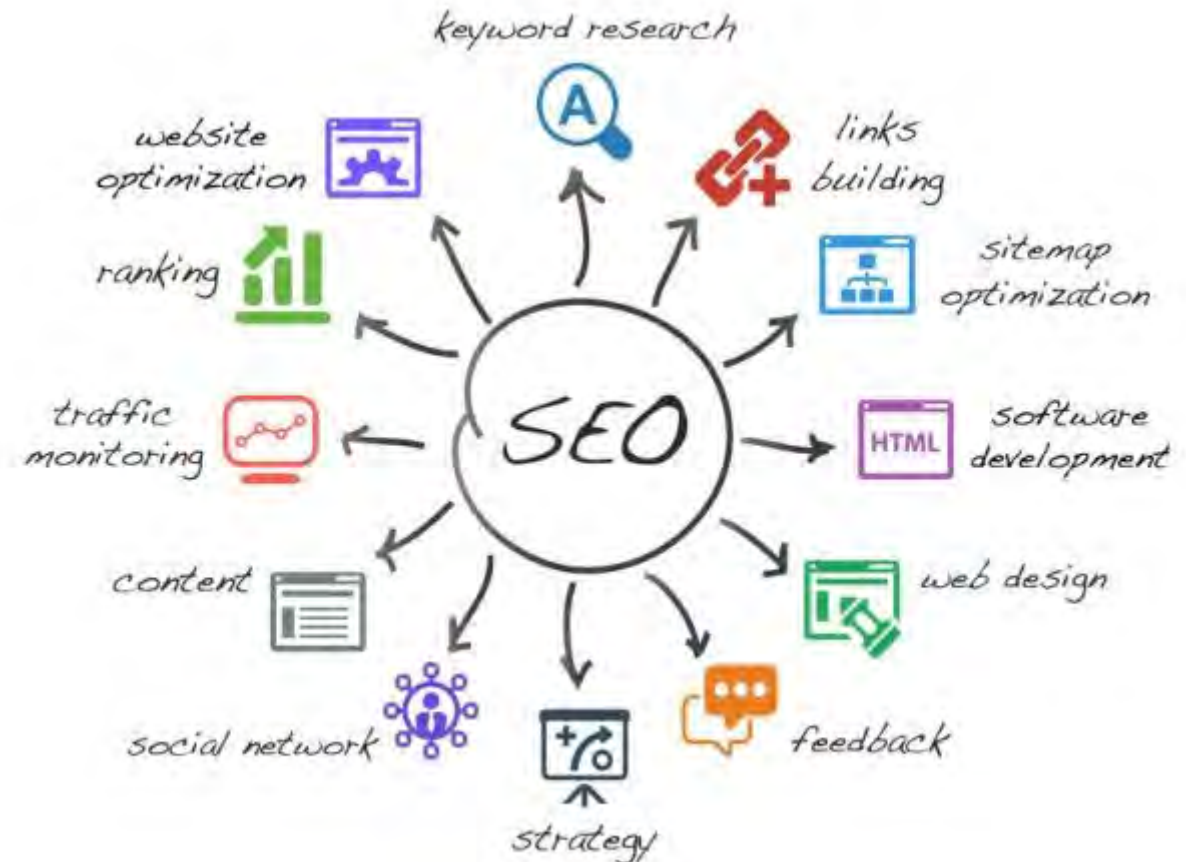 keyword research
A
website
optimization
links
building
ranking
sitemap
optimization
SEO
traffic
monitoring
HTML
software
development
content
web design
social network
feedback
strategy